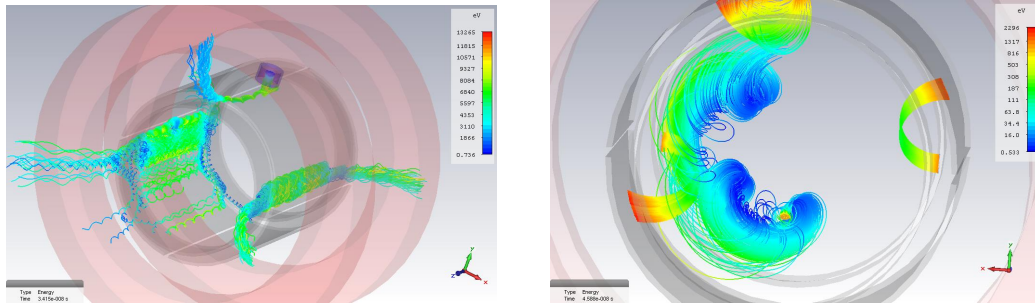 eV
13265
11815
10571
9327
8084
6840
5597
4353
3110
1866
0.736
y
z
x
Type Energy
Time 3.415e-008 s
eV
2296
1317
816
503
308
187
111
63.8
34.4
16.0
0.533
y
x
Type Energy
Time 4.586e-008 s